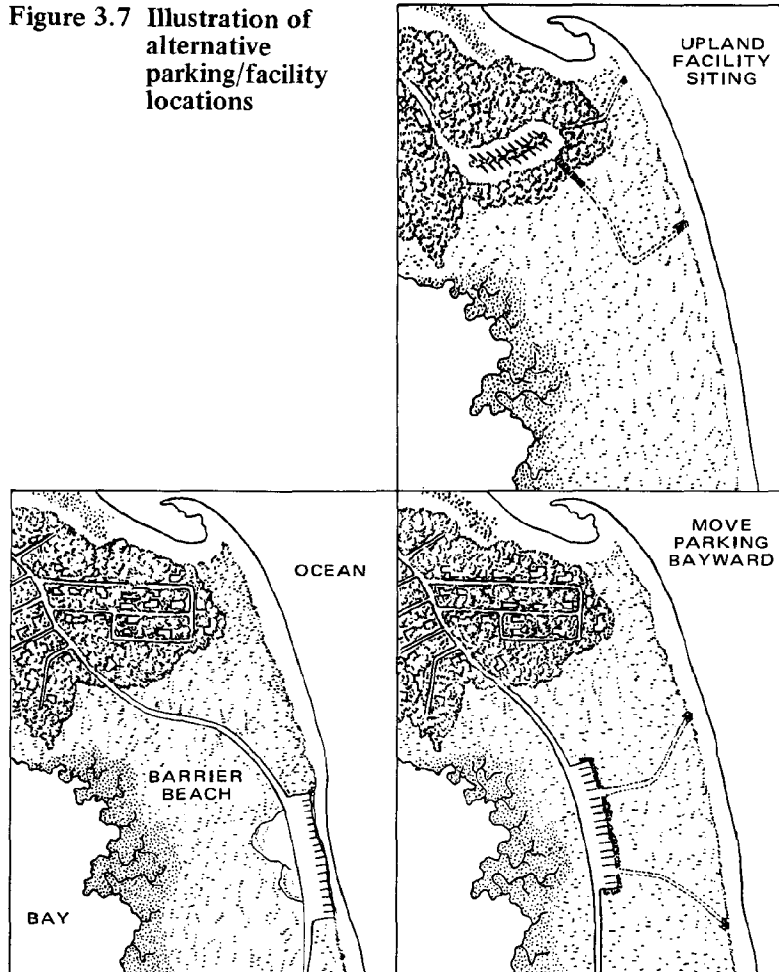 Figure 3.7 Illustration of
alternative
parking/facility
locations
UPLAND
FACILITY
SITING
OCEAN
BARRIER
BEACH
BAY
MOVE
PARKING
BAYWARD